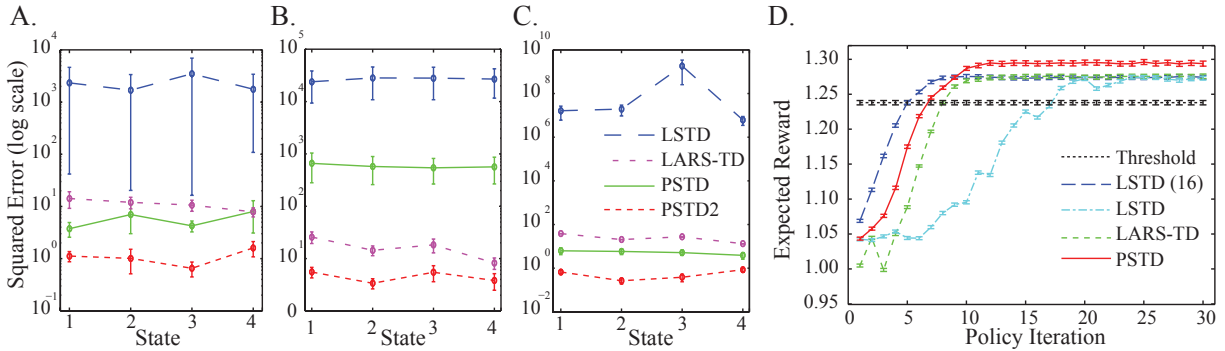 A.
B.
C.
D.
Squared Error (log scale)
10^4
10^3
10^2
10^1
10^0
10^-1
1 2 3 4
State
10^5
10^4
10^3
10^2
10^1
0
1 2 3 4
State
10^10
10^8
10^6
10^2
10^0
10^-2
LSTD
LARS-TD
PSTD
PSTD2
1 2 3 4
State
Expected Reward
1.30
1.25
1.20
1.15
1.10
1.05
1.00
0.95
Threshold
LSTD (16)
LSTD
LARS-TD
PSTD
0 5 10 15 20 25 30
Policy Iteration